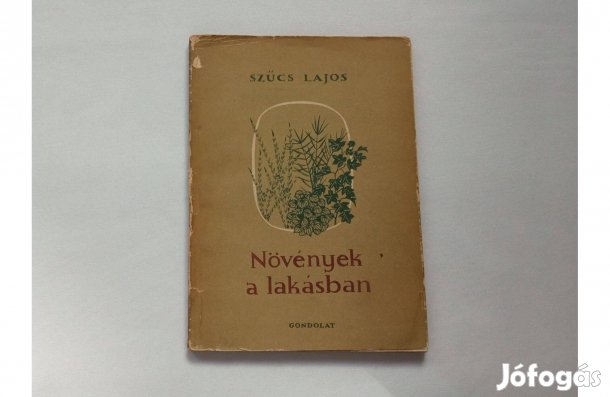 SZŰCS LAJOS
Növények
a lakásban
GONDOLAT
Jófogás